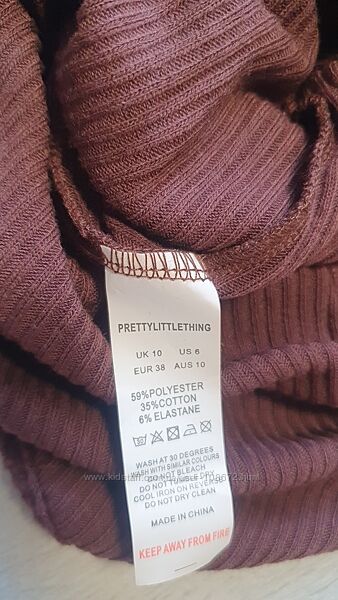 PRETTYLITTLETHING
UK 10 US 6
EUR 38 AUS 10
59%POLYESTER
35%COTTON
6% ELASTANE
WASH AT 30 DEGREES
WASH WITH SIMILAR COLOURS
DO NOT BLEACH
DO NOT TUMBLE DRY
COOL IRON ON REVERSE
DO NOT DRY CLEAN
MADE IN CHINA
KEEP AWAY FROM FIRE